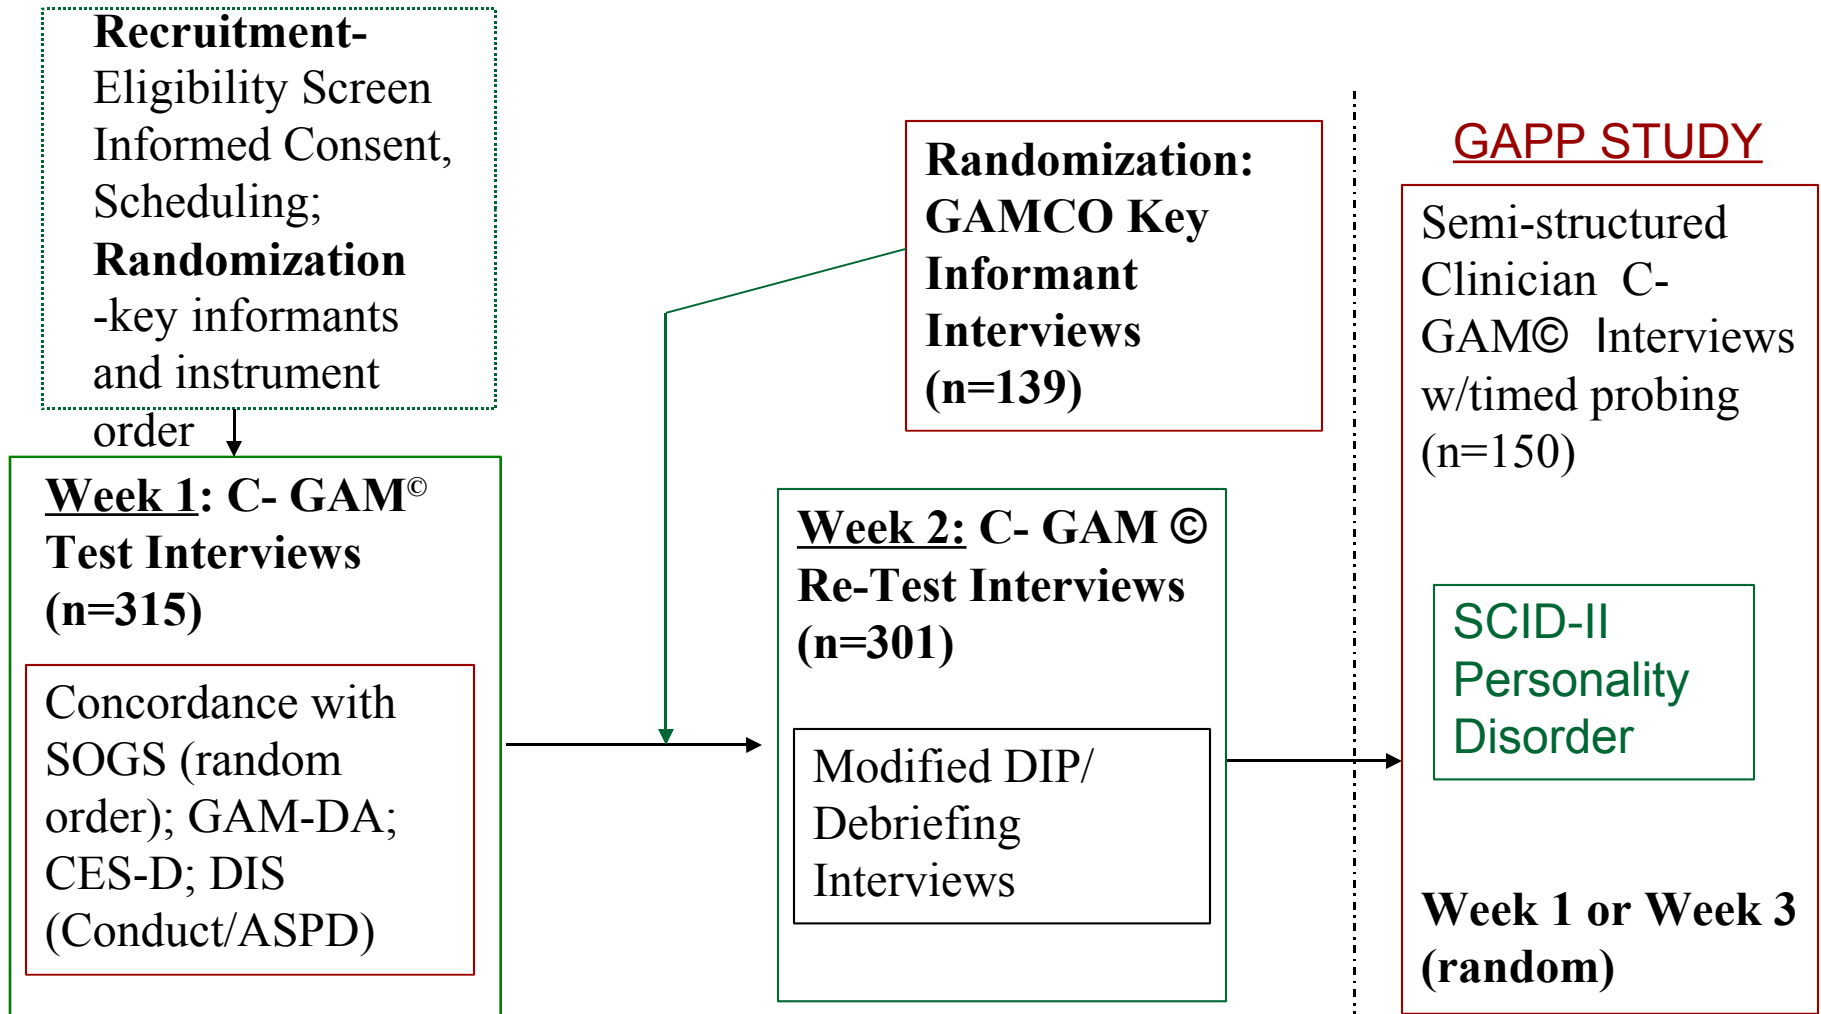 Recruitment-
Eligibility Screen
Informed Consent,
Scheduling;
Randomization
-key informants
and instrument
order
Week 1: C- GAM©
Test Interviews
(n=315)
Concordance with
SOGS (random
order); GAM-DA;
CES-D; DIS
(Conduct/ASPD)
Randomization:
GAMCO Key
Informant
Interviews
(n=139)
Week 2: C- GAM ©
Re-Test Interviews
(n=301)
Modified DIP/
Debriefing
Interviews
GAPP STUDY
Semi-structured
Clinician C-
GAM© Interviews
w/timed probing
(n=150)
SCID-II
Personality
Disorder
Week 1 or Week 3
(random)